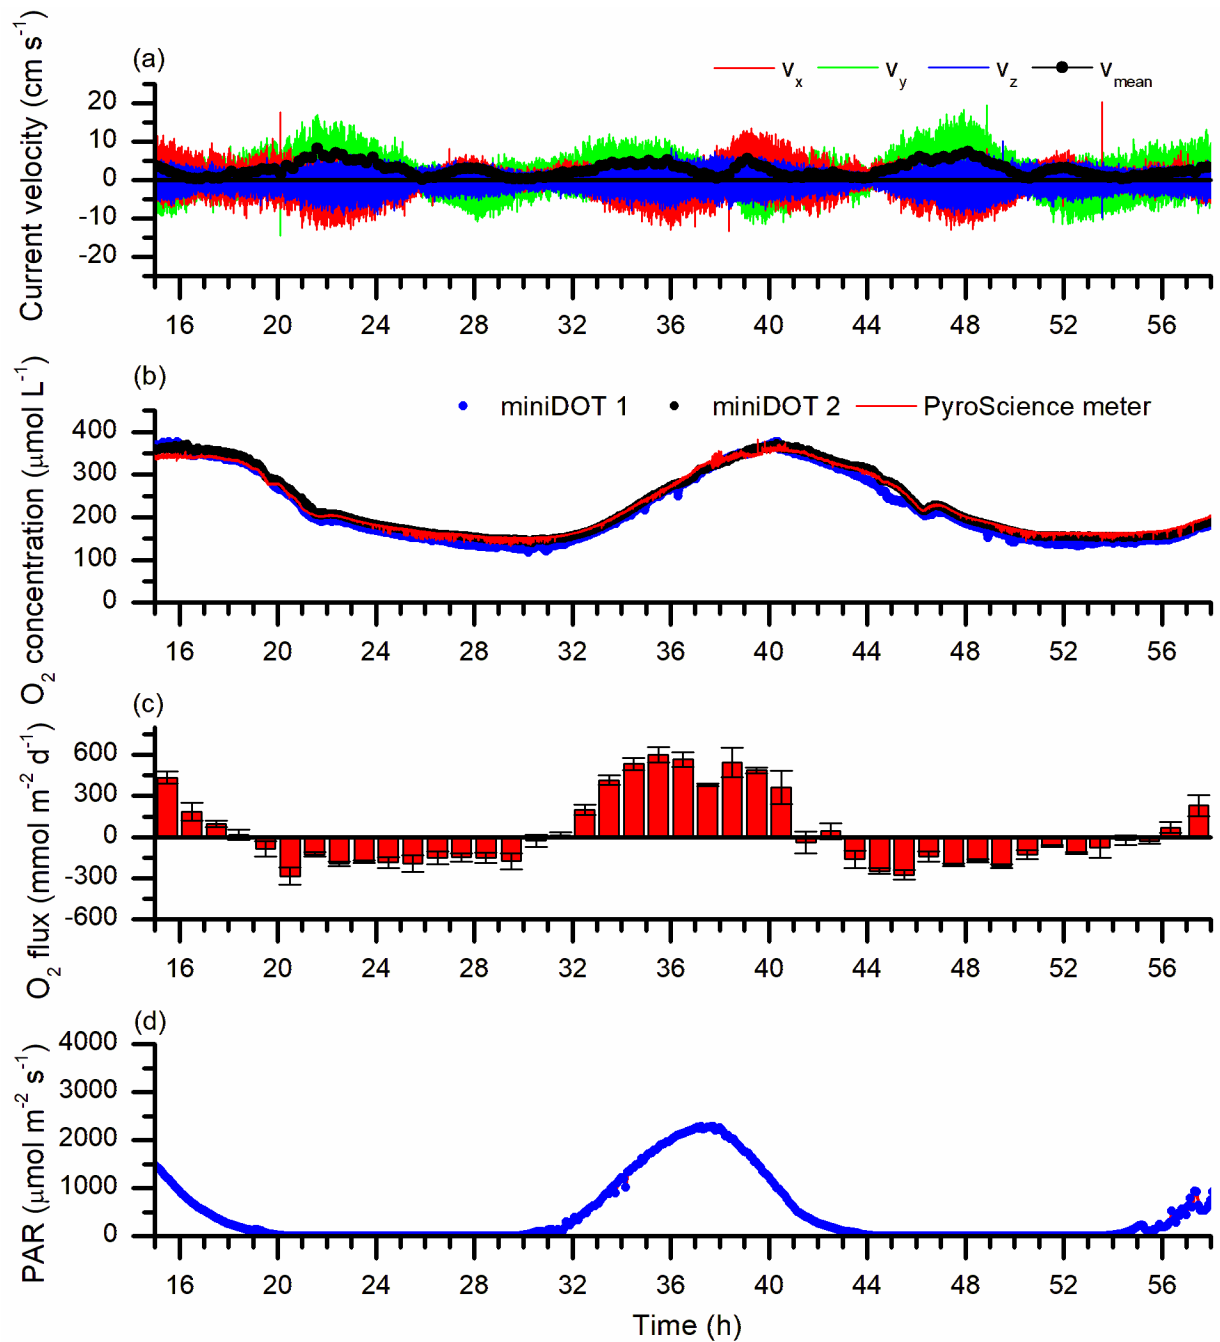 (a)
v_x v_y v_z v_mean
Current velocity (cm s⁻¹)
20
10
0
-10
-20
16 20 24 28 32 36 40 44 48 52 56
(b)
miniDOT 1 miniDOT 2 PyroScience meter
O₂ concentration (μmol L⁻¹)
400
300
200
100
0
16 20 24 28 32 36 40 44 48 52 56
(c)
O₂ flux (mmol m⁻² d⁻¹)
600
300
0
-300
-600
16 20 24 28 32 36 40 44 48 52 56
(d)
PAR (μmol m⁻² s⁻¹)
4000
3000
2000
1000
0
16 20 24 28 32 36 40 44 48 52 56
Time (h)